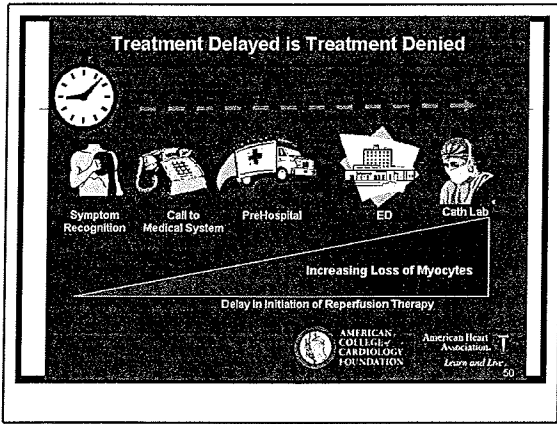 Treatment Delayed is Treatment Denied
Symptom
Recognition
Call to
Medical System
PreHospital
ED
Cath Lab
Increasing Loss of Myocytes
Delay in Initiation of Reperfusion Therapy
AMERICAN
COLLEGE of
CARDIOLOGY
FOUNDATION
American Heart
Association.
Learn and Live
50